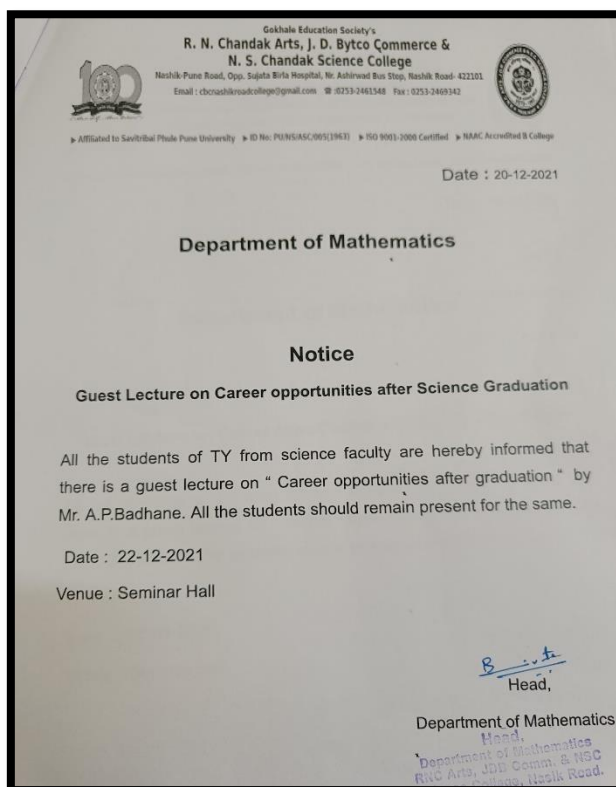 Gokhale Education Society's
R. N. Chandak Arts, J. D. Bytco Commerce &
N. S. Chandak Science College
Nashik-Pune Road, Opp. Sujata Birla Hospital, Nr. Ashirwad Bus Stop, Nashik Road- 422101
Email : cbcnashikroadcollege@gmail.com ☎ :0253-2461548 Fax : 0253-2469342
➤ Affiliated to Savitribai Phule Pune University ➤ ID No: PU/NS/ASC/005(1963) ➤ ISO 9001-2000 Certified ➤ NAAC Accredited B College
Date : 20-12-2021
Department of Mathematics
Notice
Guest Lecture on Career opportunities after Science Graduation
All the students of TY from science faculty are hereby informed that
there is a guest lecture on “ Career opportunities after graduation “ by
Mr. A.P.Badhane. All the students should remain present for the same.
Date : 22-12-2021
Venue : Seminar Hall
Head,
Department of Mathematics
Head,
Department of Mathematics
RNC Arts, JDB Comm. & NSC
Nasik Road.